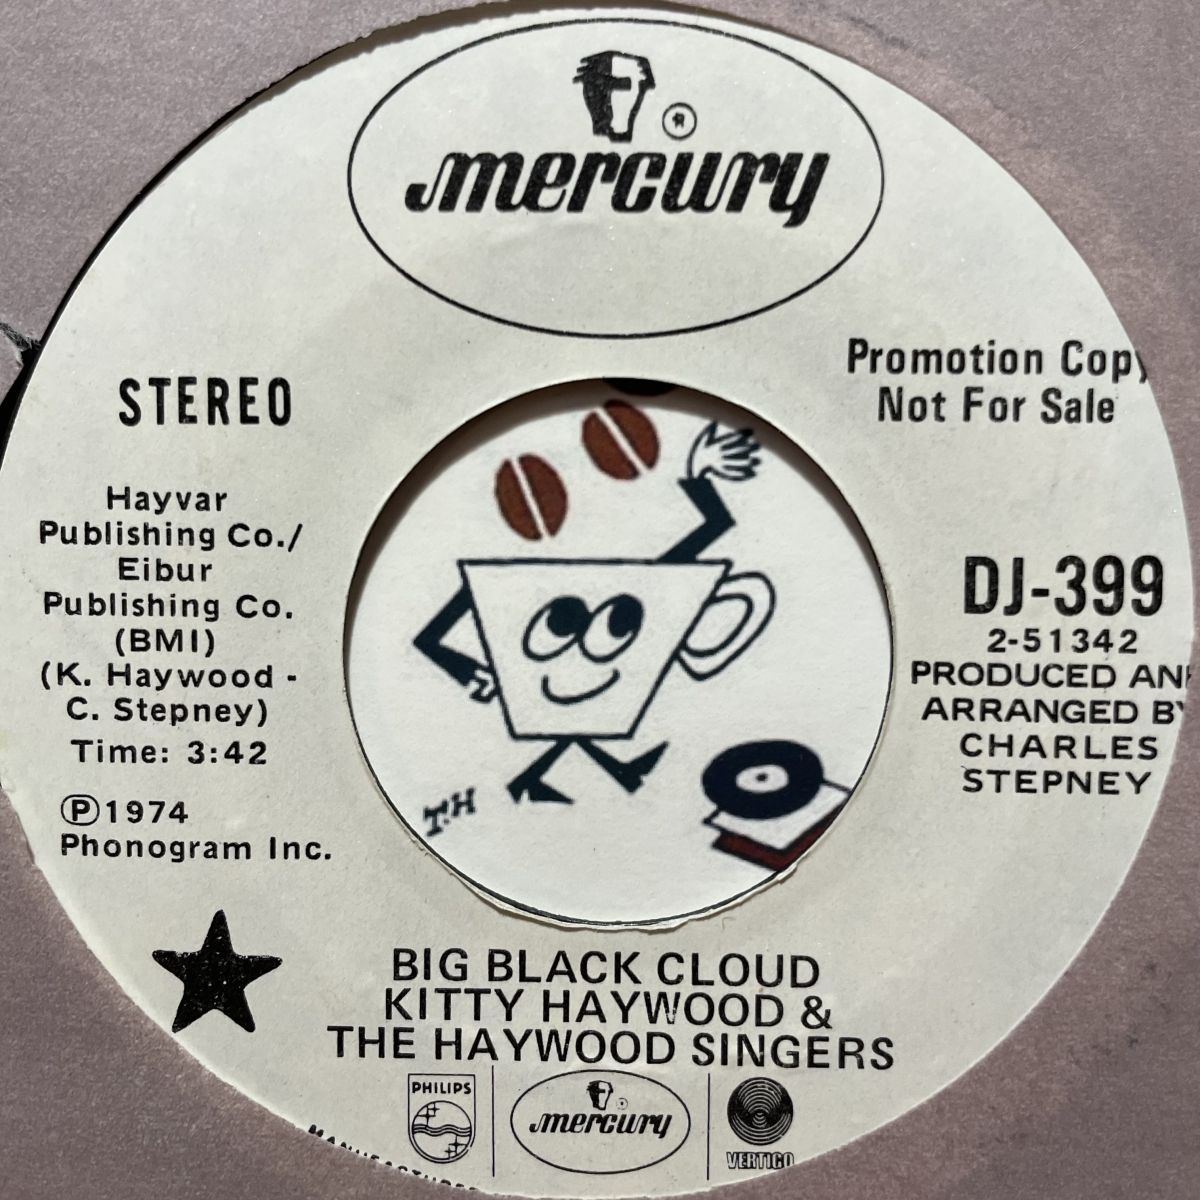 mercury
Promotion Copy
Not For Sale
STEREO
Hayvar
Publishing Co./
Eibur
Publishing Co.
(BMI)
(K. Haywood -
C. Stepney)
Time: 3:42
Ⓟ1974
Phonogram Inc.
DJ-399
2-51342
PRODUCED AND
ARRANGED BY
CHARLES
STEPNEY
T.H
BIG BLACK CLOUD
KITTY HAYWOOD &
THE HAYWOOD SINGERS
PHILIPS
mercury
VERTIGO